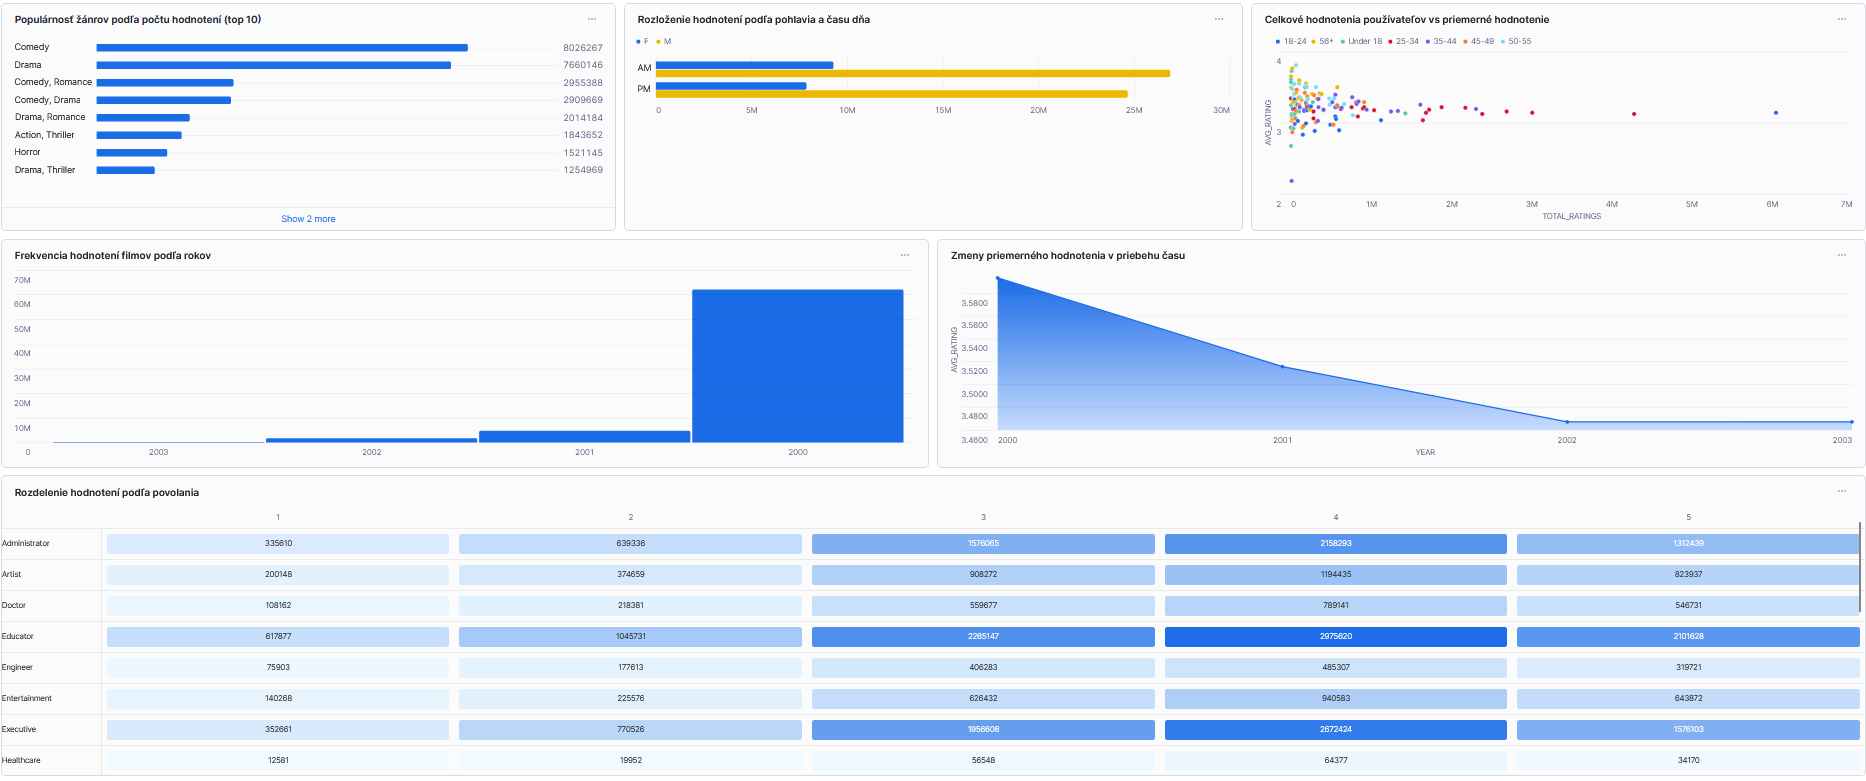 Populárnosť žánrov podľa počtu hodnotení (top 10)
Comedy 8026267
Drama 7660146
Comedy, Romance 2955388
Comedy, Drama 2909669
Drama, Romance 2014184
Action, Thriller 1843652
Horror 1521145
Drama, Thriller 1254969
Show 2 more
Rozloženie hodnotení podľa pohlavia a času dňa
F M
AM
PM
0 5M 10M 15M 20M 25M 30M
Celkové hodnotenia používateľov vs priemerné hodnotenie
18-24 56+ Under 18 25-34 35-44 45-49 50-55
4
AVG_RATING
3
2 0 1M 2M 3M 4M 5M 6M 7M
TOTAL_RATINGS
Frekvencia hodnotení filmov podľa rokov
70M
60M
50M
40M
30M
20M
10M
0 2003 2002 2001 2000
Zmeny priemerného hodnotenia v priebehu času
3.5800
3.5600
AVG_RATING
3.5400
3.5200
3.5000
3.4800
3.4600 2000 2001 2002 2003
YEAR
Rozdelenie hodnotení podľa povolania
1 2 3 4 5
Administrator 335610 639336 1576065 2158293 1312439
Artist 200148 374659 908272 1194435 823937
Doctor 108162 218381 559677 789141 546731
Educator 617877 1045731 2265147 2975620 2101628
Engineer 75903 177613 406283 485307 319721
Entertainment 140268 225576 626432 940583 643872
Executive 352661 770526 1956608 2672424 1576103
Healthcare 12581 19952 56548 64377 34170